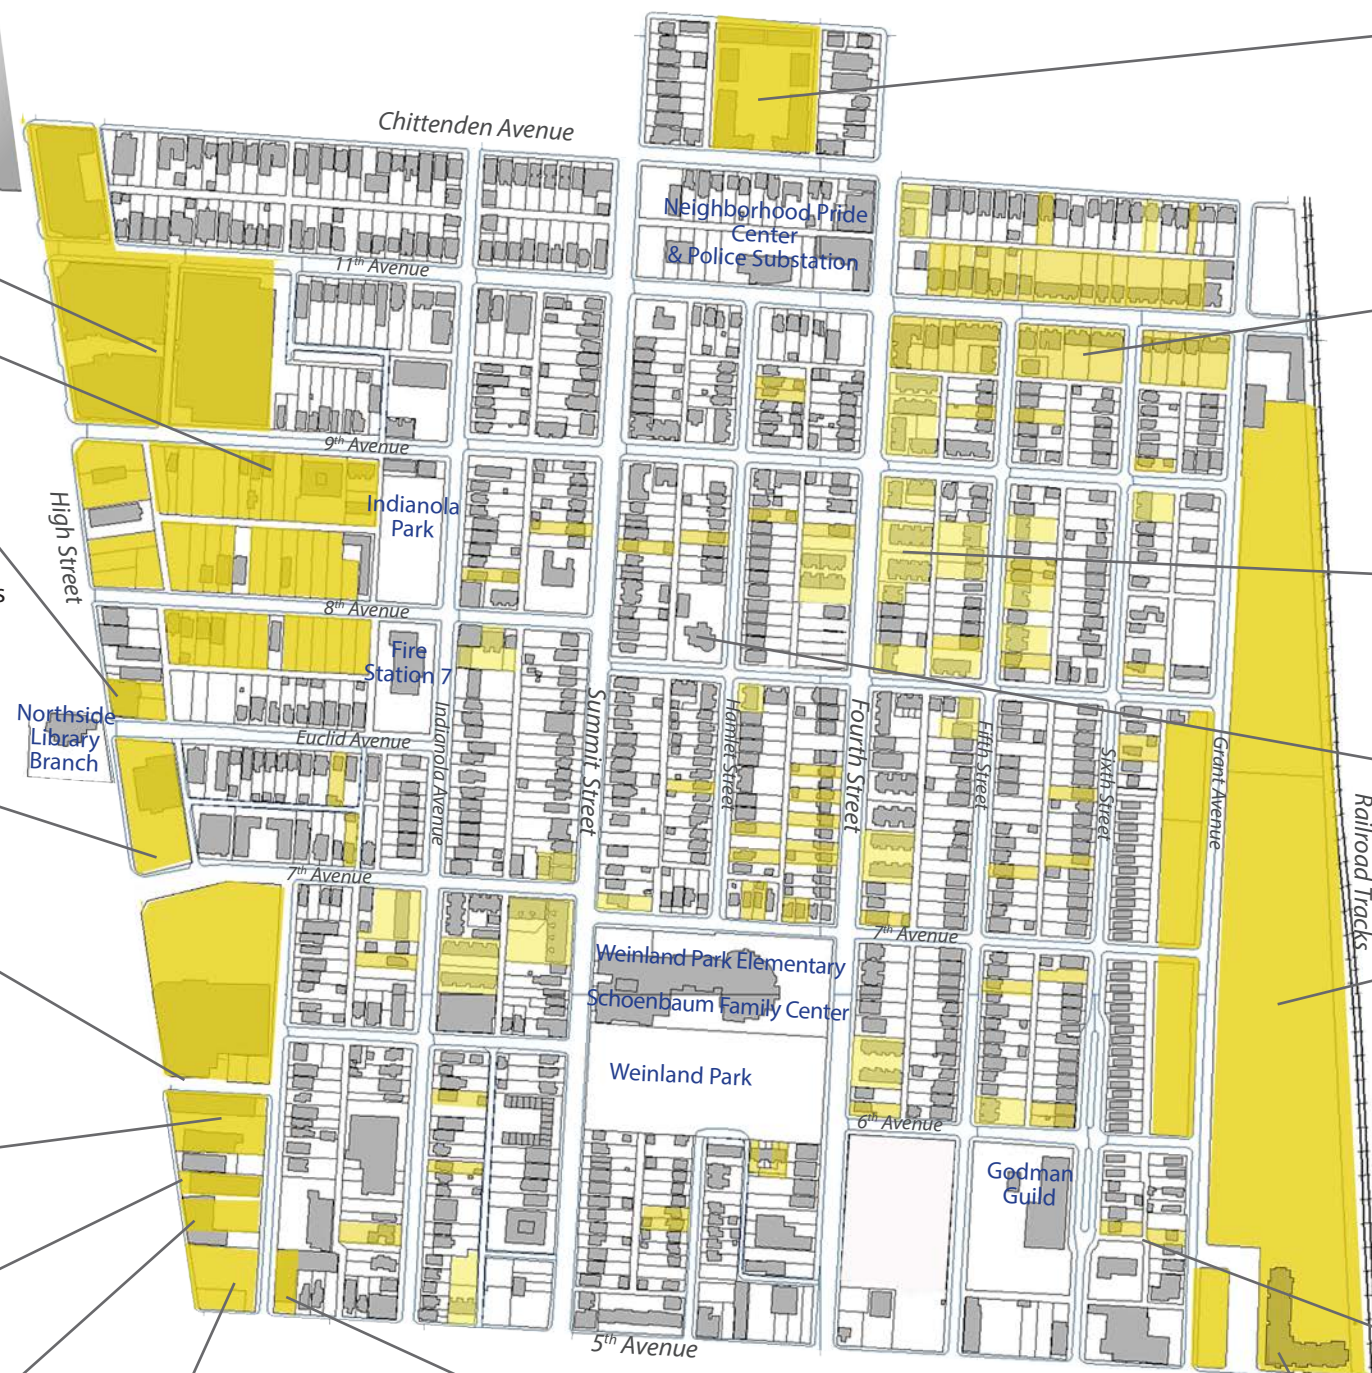 Chittenden Avenue
Neighborhood Pride
Center
& Police Substation
11th Avenue
9th Avenue
High Street
Indianola
Park
s
8th Avenue
Fire
Station 7
Northside
Library
Branch
Euclid Avenue
Indianola Avenue
Summit Street
Hamlet Street
Fourth Street
Fifth Street
Sixth Street
Grant Avenue
Railroad Tracks
7th Avenue
7th Avenue
Weinland Park Elementary
Schoenbaum Family Center
Weinland Park
6th Avenue
Godman
Guild
5th Avenue